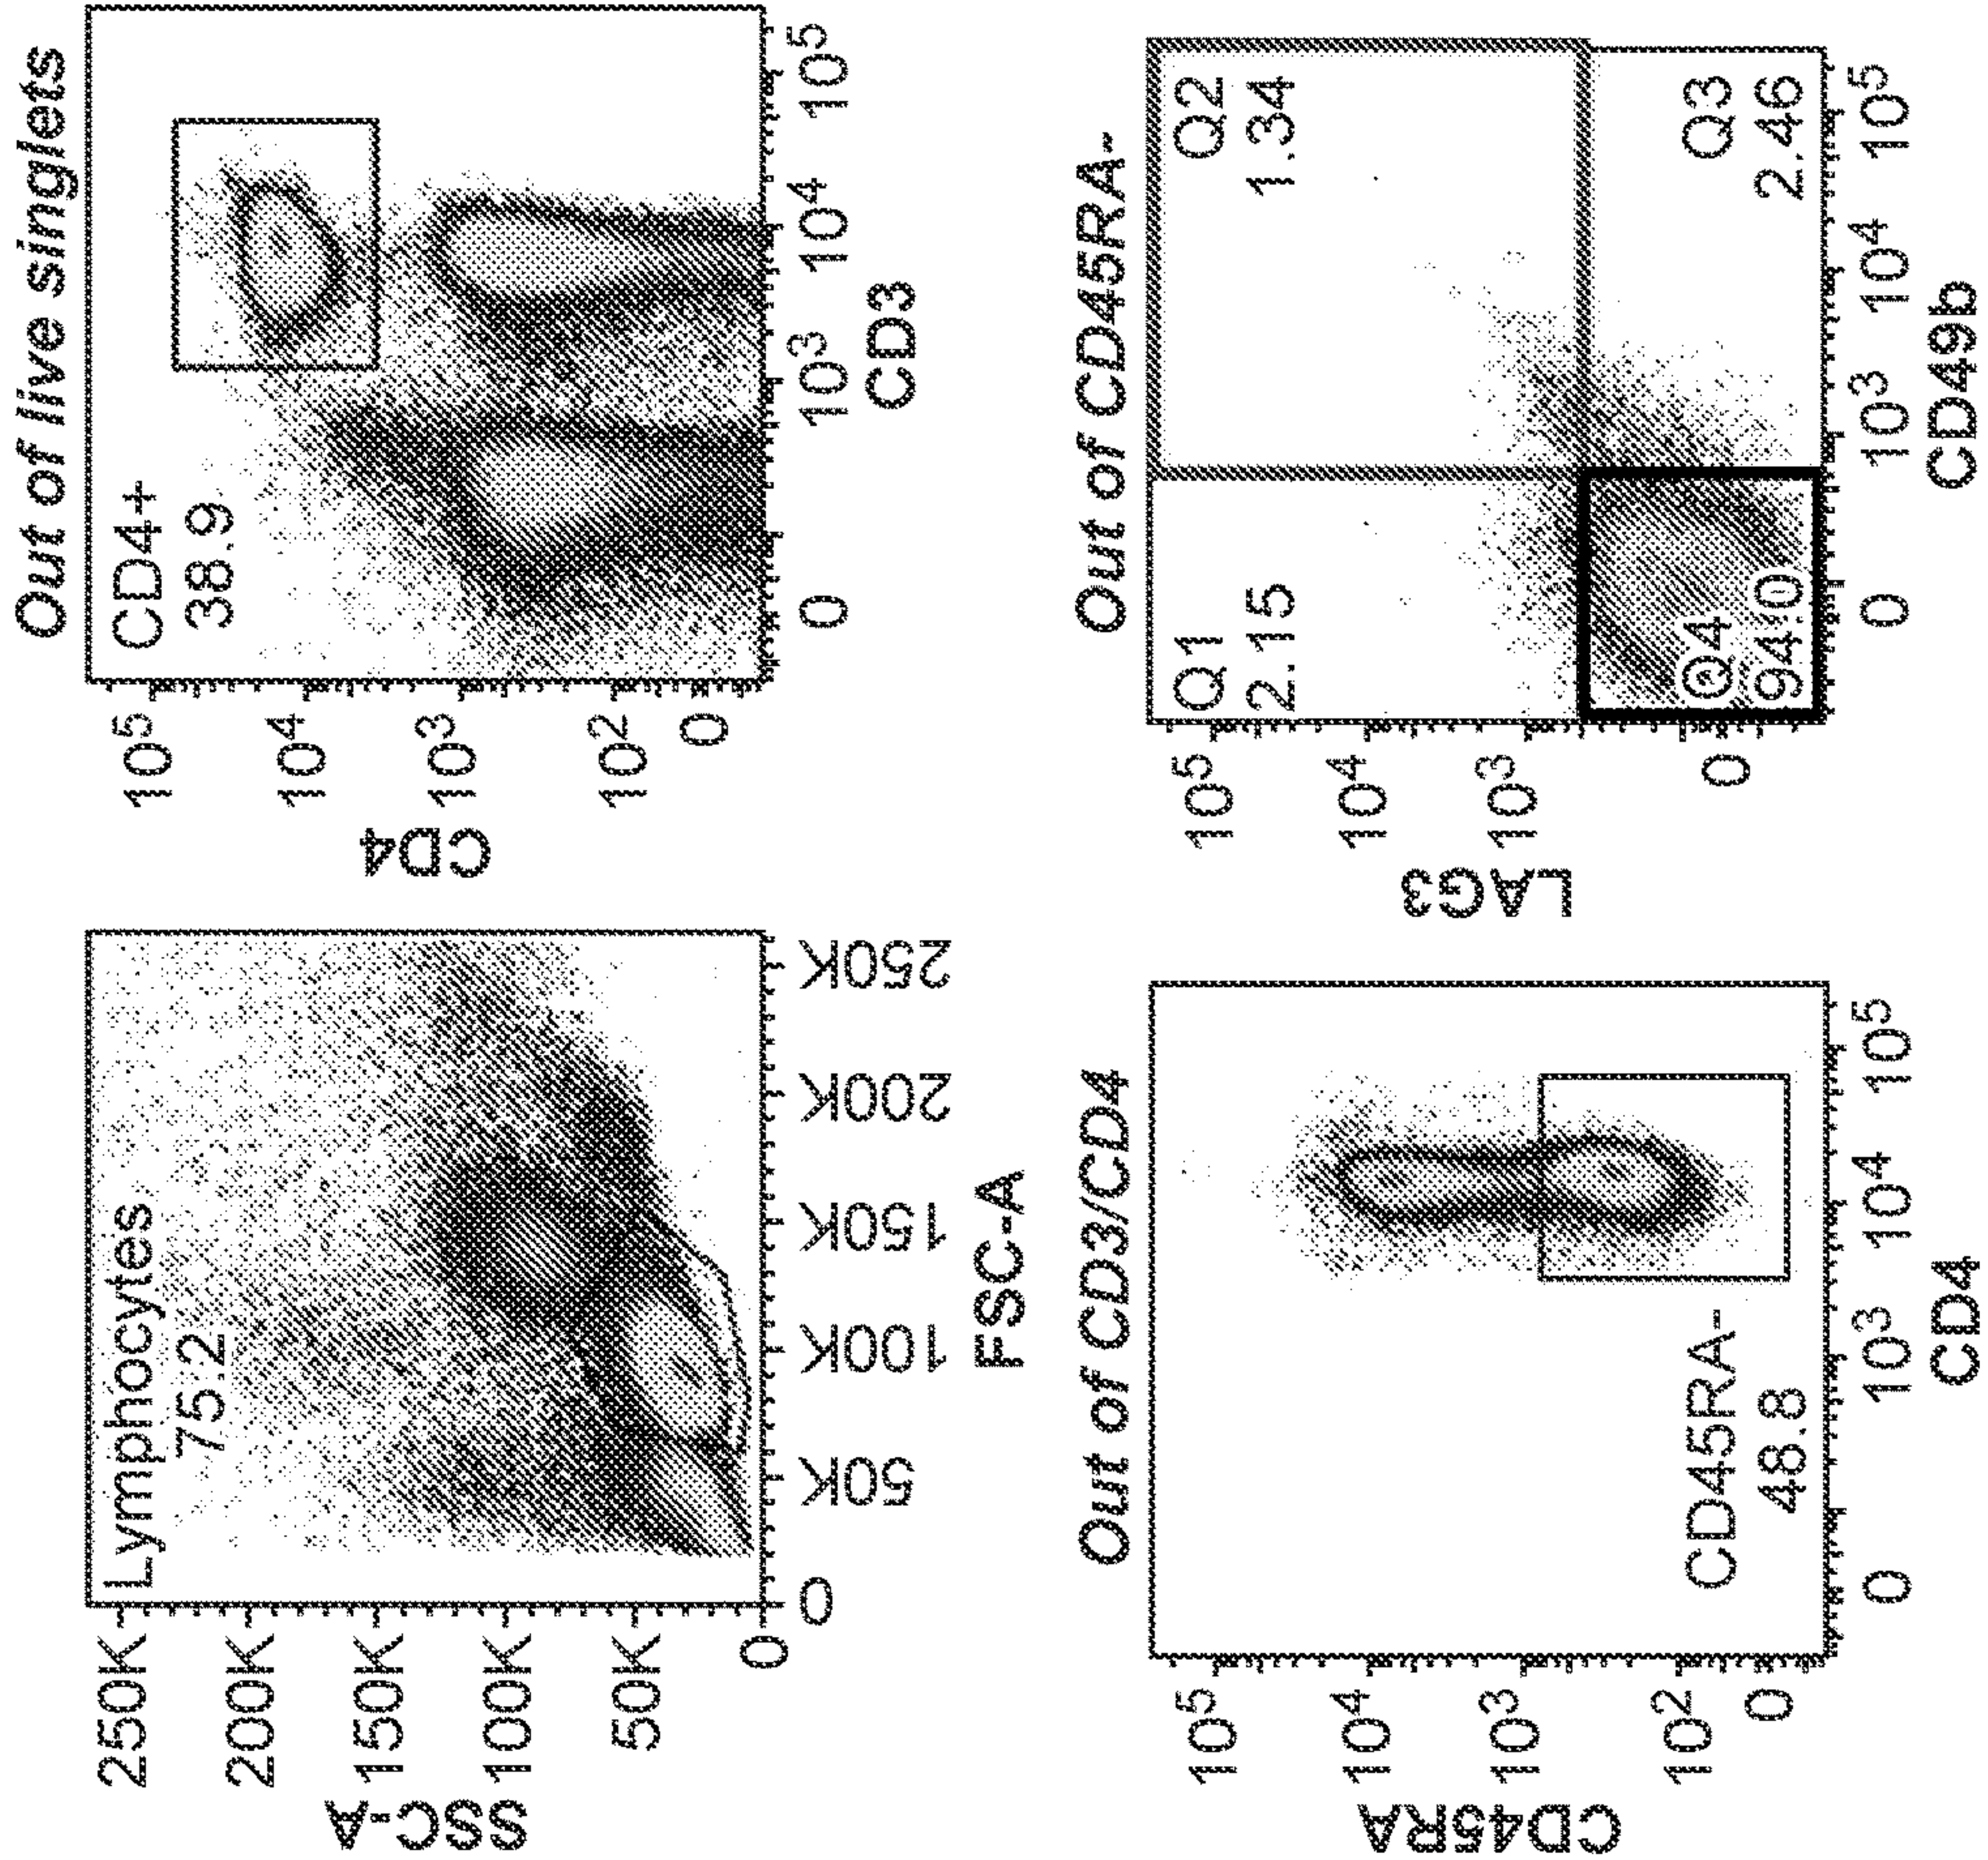 Lymphocytes
75.2
250K
200K
150K
100K
50K
0
SSC-A
0
50K
100K
150K
200K
250K
FSC-A
Out of live singlets
CD4+
38.9
10⁵
10⁴
10³
10²
0
CD4
0
10³
10⁴
10⁵
CD3
Out of CD3/CD4
10⁵
10⁴
10³
10²
0
CD45RA
CD45RA-
48.8
0
10³
10⁴
10⁵
CD4
Out of CD45RA-
Q1
2.15
Q2
1.34
Q4
94.0
Q3
2.46
10⁵
10⁴
10³
0
LAG3
0
10³
10⁴
10⁵
CD49b